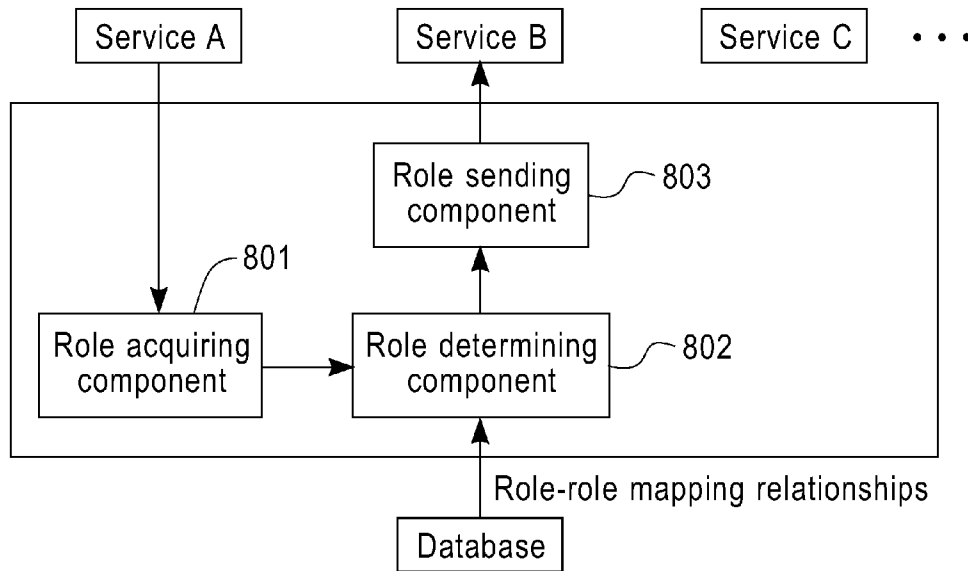 Service A
Service B
Service C
• • •
Role sending
component
803
801
Role acquiring
component
Role determining
component
802
Role-role mapping relationships
Database